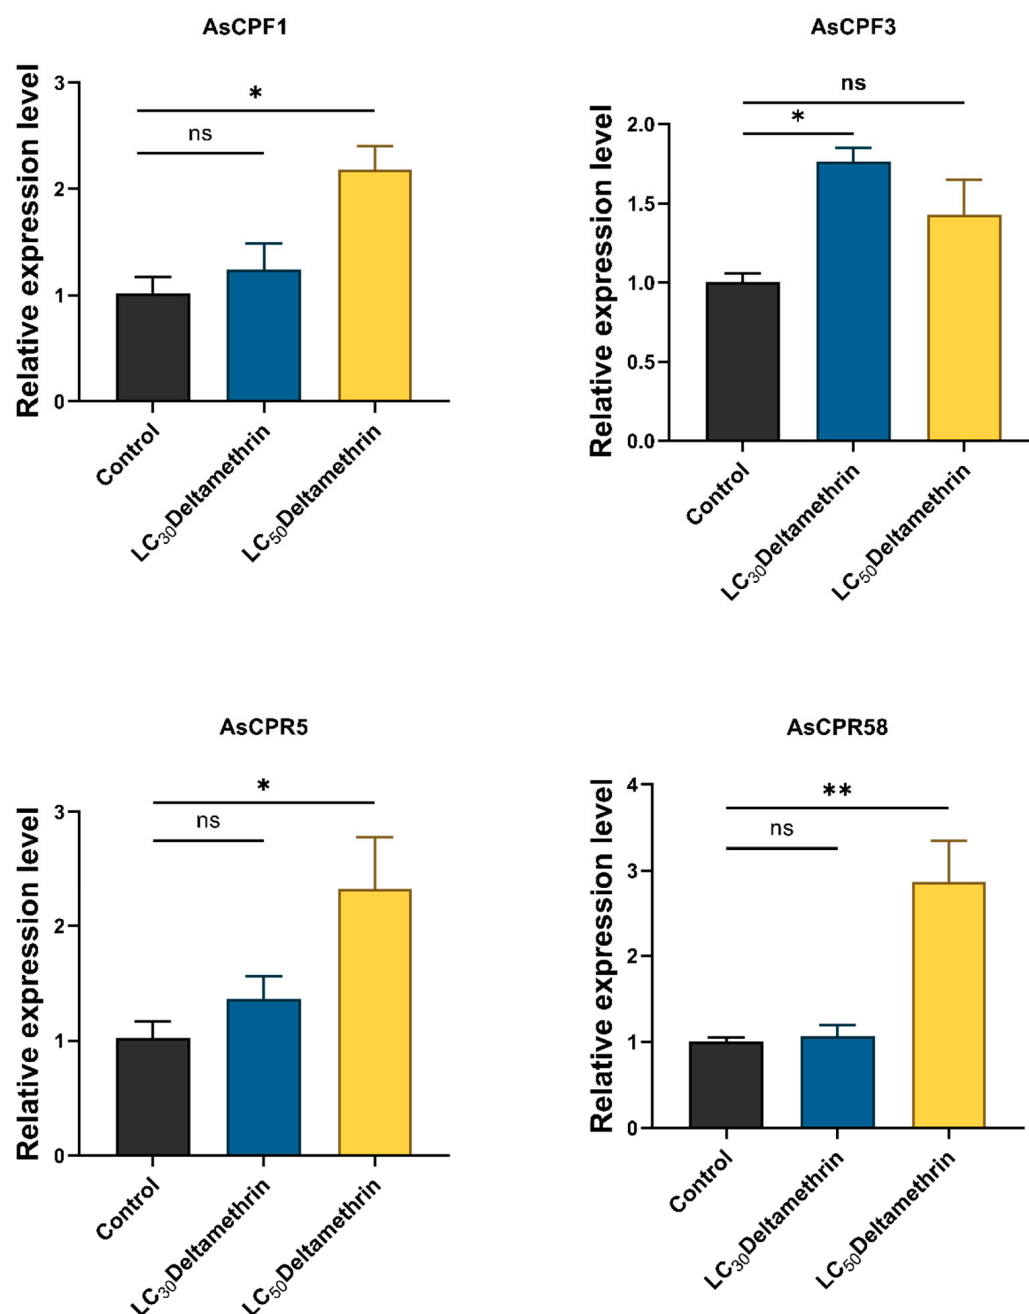 AsCPF1
Relative expression level
3
2
1
0
*
ns
Control
LC₃₀Deltamethrin
LC₅₀Deltamethrin
AsCPF3
Relative expression level
2.0
1.5
1.0
0.5
0.0
ns
*
Control
LC₃₀Deltamethrin
LC₅₀Deltamethrin
AsCPR5
Relative expression level
3
2
1
0
*
ns
Control
LC₃₀Deltamethrin
LC₅₀Deltamethrin
AsCPR58
Relative expression level
4
3
2
1
0
**
ns
Control
LC₃₀Deltamethrin
LC₅₀Deltamethrin